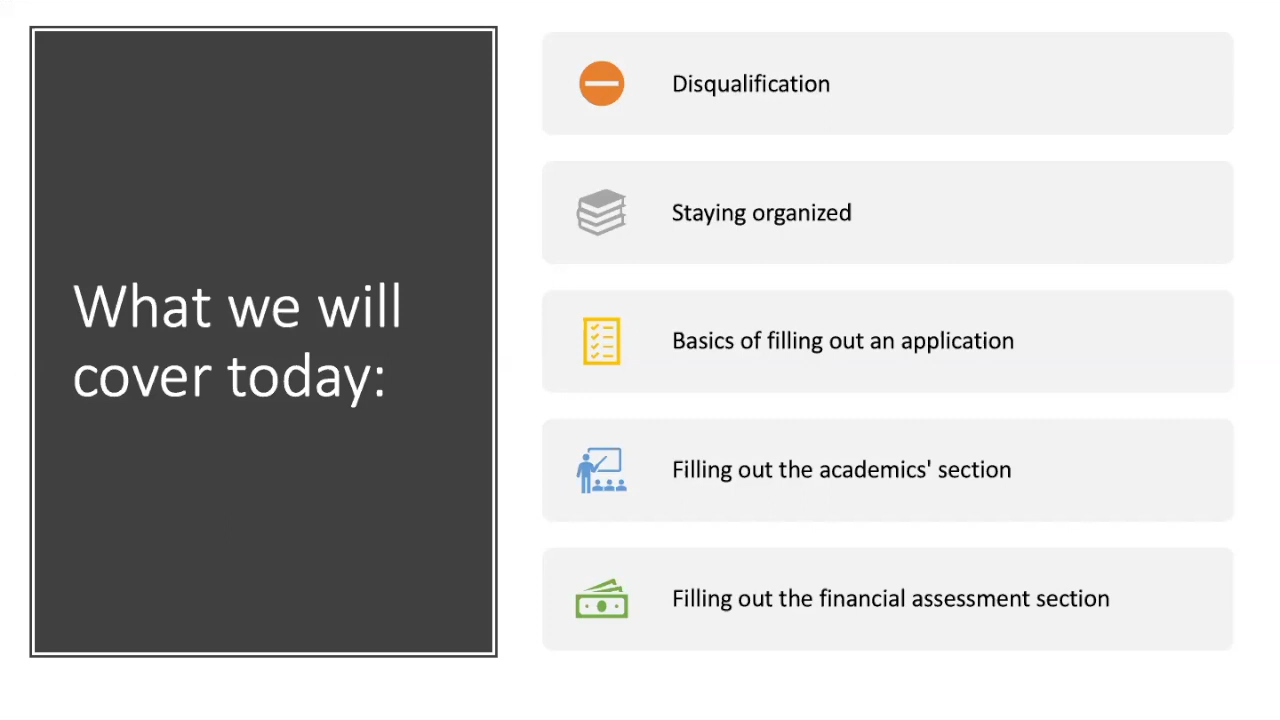 What we will
cover today:
Disqualification
Staying organized
Basics of filling out an application
Filling out the academics' section
Filling out the financial assessment section